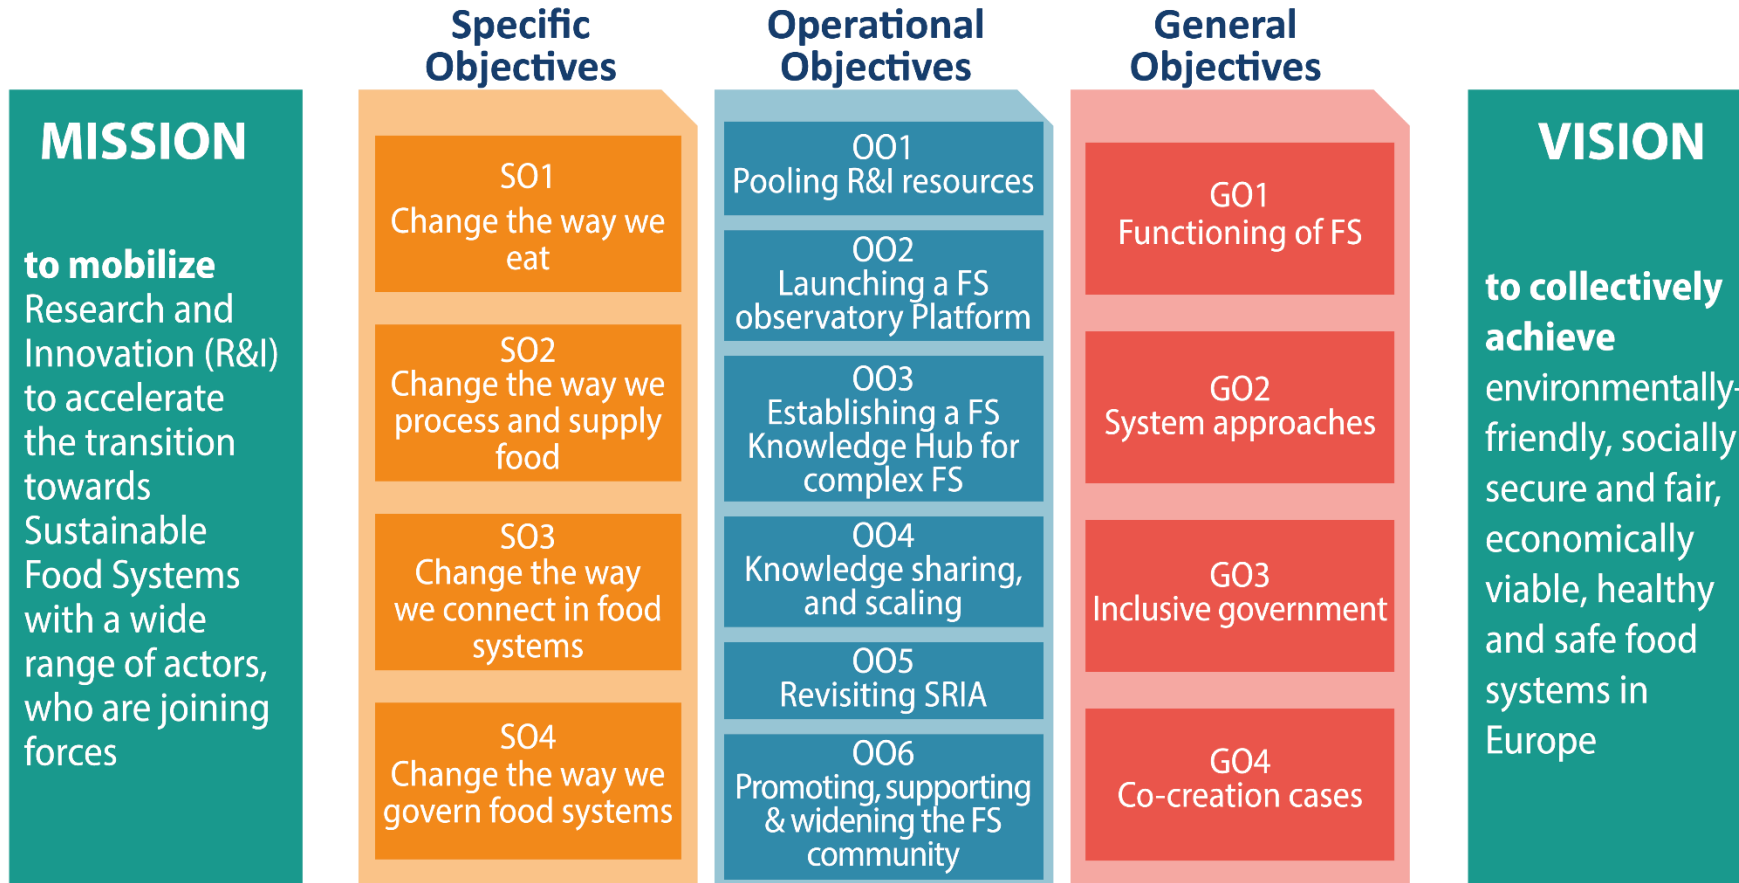 MISSION
to mobilize
Research and
Innovation (R&I)
to accelerate
the transition
towards
Sustainable
Food Systems
with a wide
range of actors,
who are joining
forces
Specific
Objectives
SO1
Change the way we
eat
SO2
Change the way we
process and supply
food
SO3
Change the way
we connect in food
systems
SO4
Change the way we
govern food systems
Operational
Objectives
OO1
Pooling R&I resources
OO2
Launching a FS
observatory Platform
OO3
Establishing a FS
Knowledge Hub for
complex FS
OO4
Knowledge sharing,
and scaling
OO5
Revisiting SRIA
OO6
Promoting, supporting
& widening the FS
community
General
Objectives
GO1
Functioning of FS
GO2
System approaches
GO3
Inclusive government
GO4
Co-creation cases
VISION
to collectively
achieve
environmentally-
friendly, socially
secure and fair,
economically
viable, healthy
and safe food
systems in
Europe